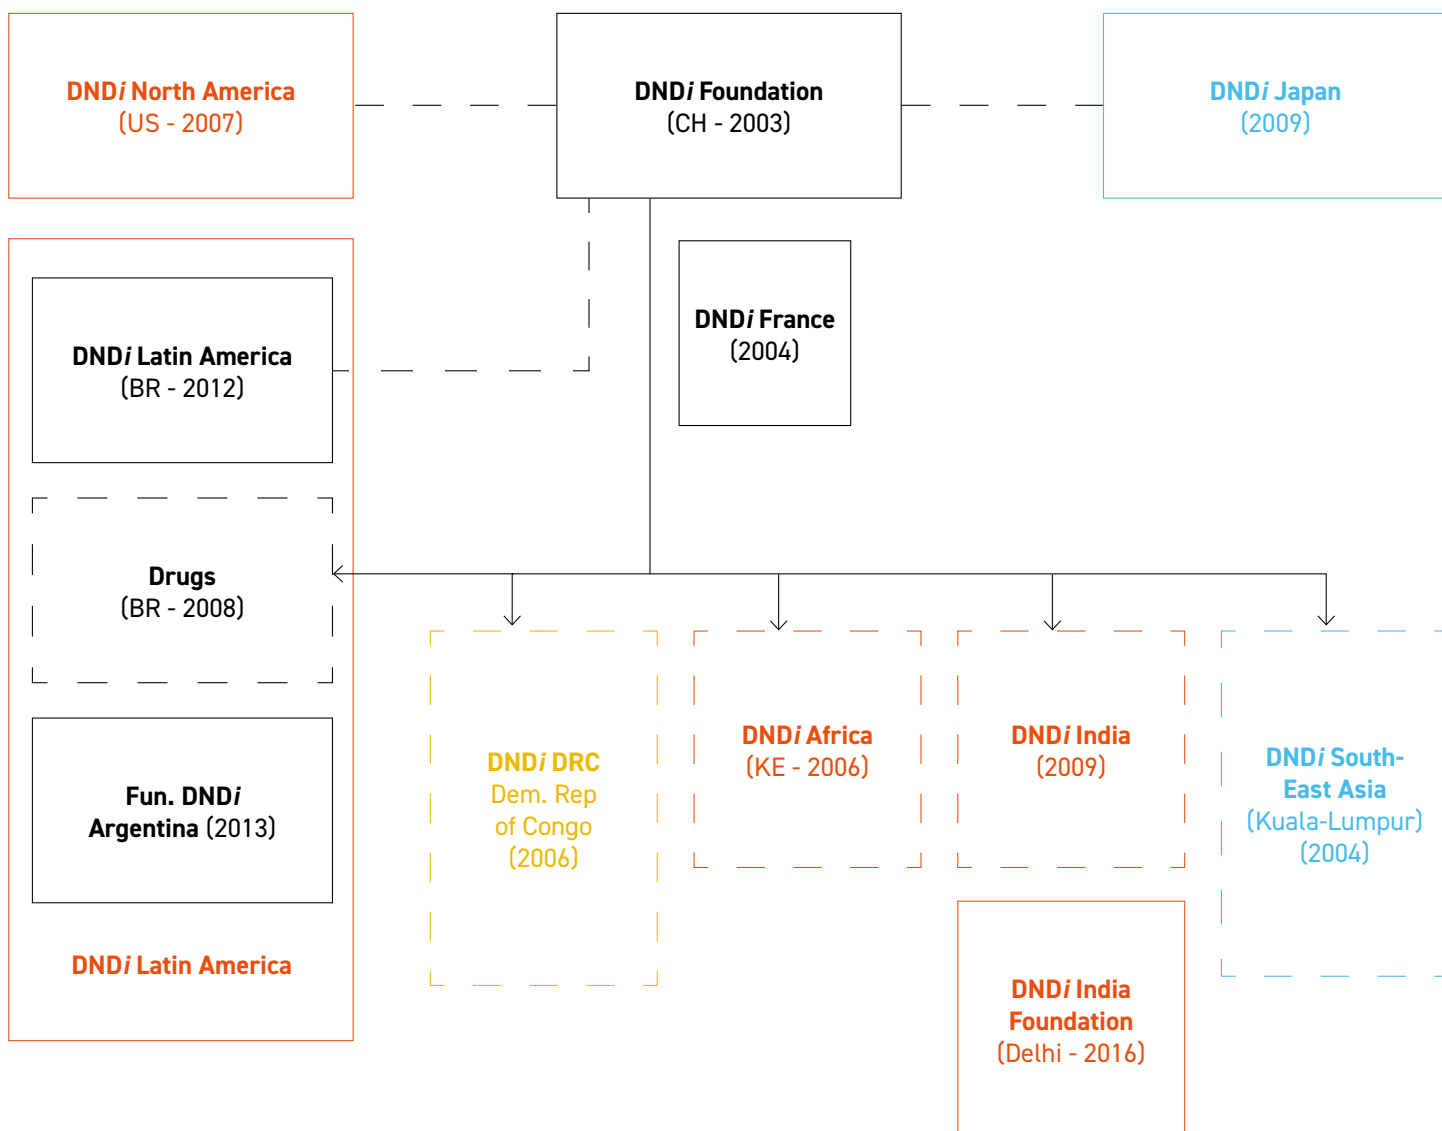 DNDi North America
(US - 2007)
DNDi Foundation
(CH - 2003)
DNDi Japan
(2009)
DNDi Latin America
(BR - 2012)
DNDi France
(2004)
Drugs
(BR - 2008)
Fun. DNDi
Argentina (2013)
DNDi Latin America
DNDi DRC
Dem. Rep
of Congo
(2006)
DNDi Africa
(KE - 2006)
DNDi India
(2009)
DNDi South-
East Asia
(Kuala-Lumpur)
(2004)
DNDi India
Foundation
(Delhi - 2016)